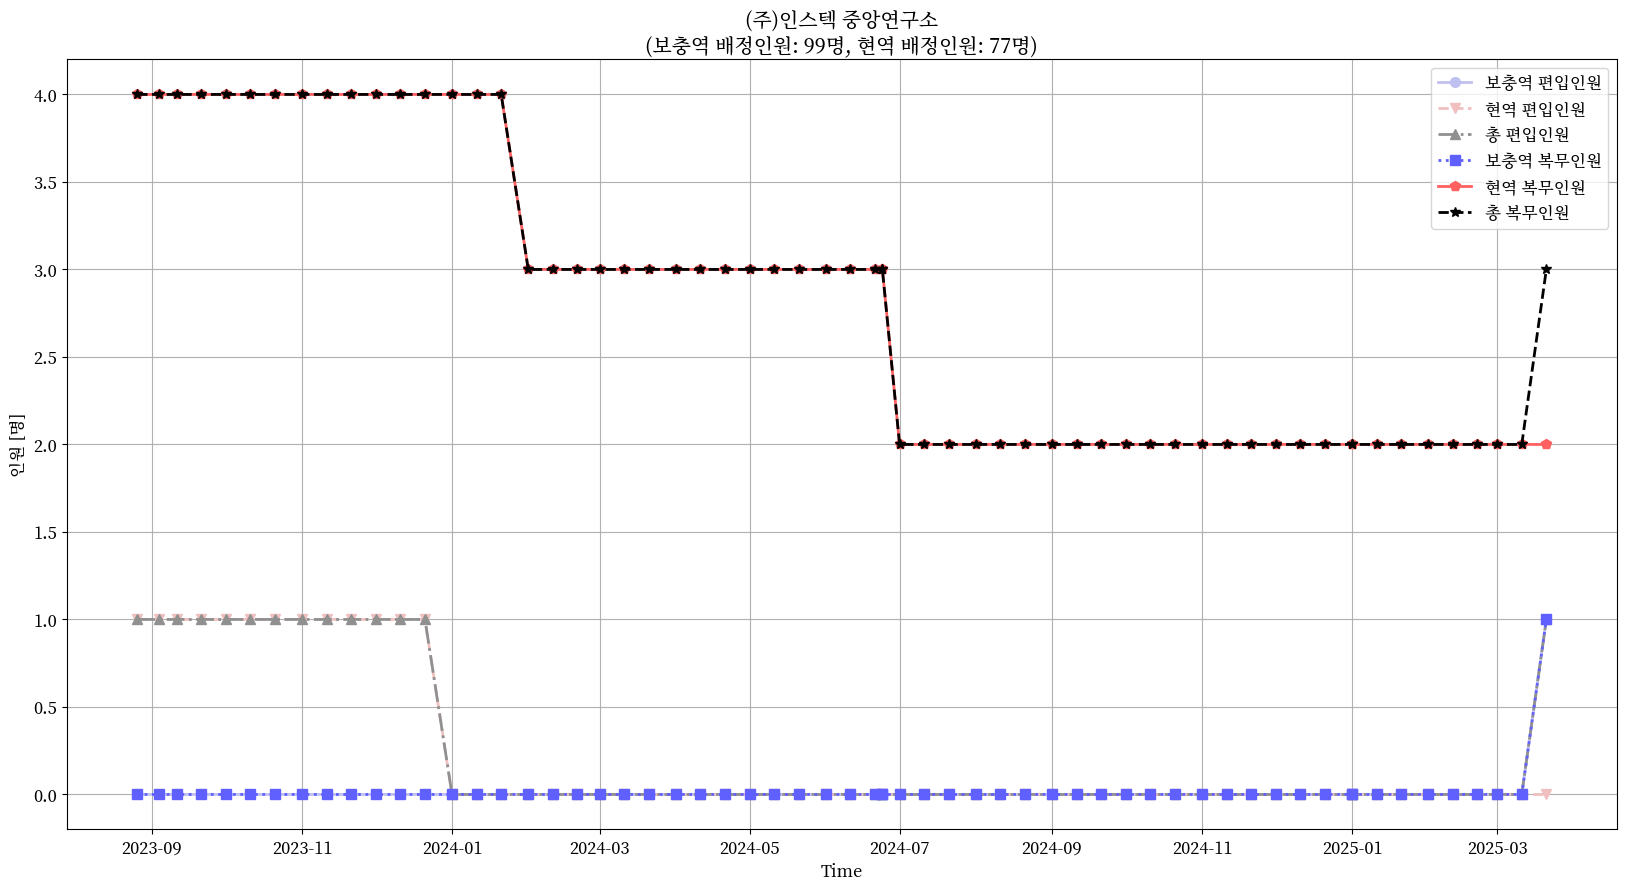 (주)인스텍 중앙연구소
(보충역 배정인원: 99명, 현역 배정인원: 77명)
보충역 편입인원
현역 편입인원
총 편입인원
보충역 복무인원
현역 복무인원
총 복무인원
인원 [명]
4.0
3.5
3.0
2.5
2.0
1.5
1.0
0.5
0.0
2023-09
2023-11
2024-01
2024-03
2024-05
2024-07
2024-09
2024-11
2025-01
2025-03
Time